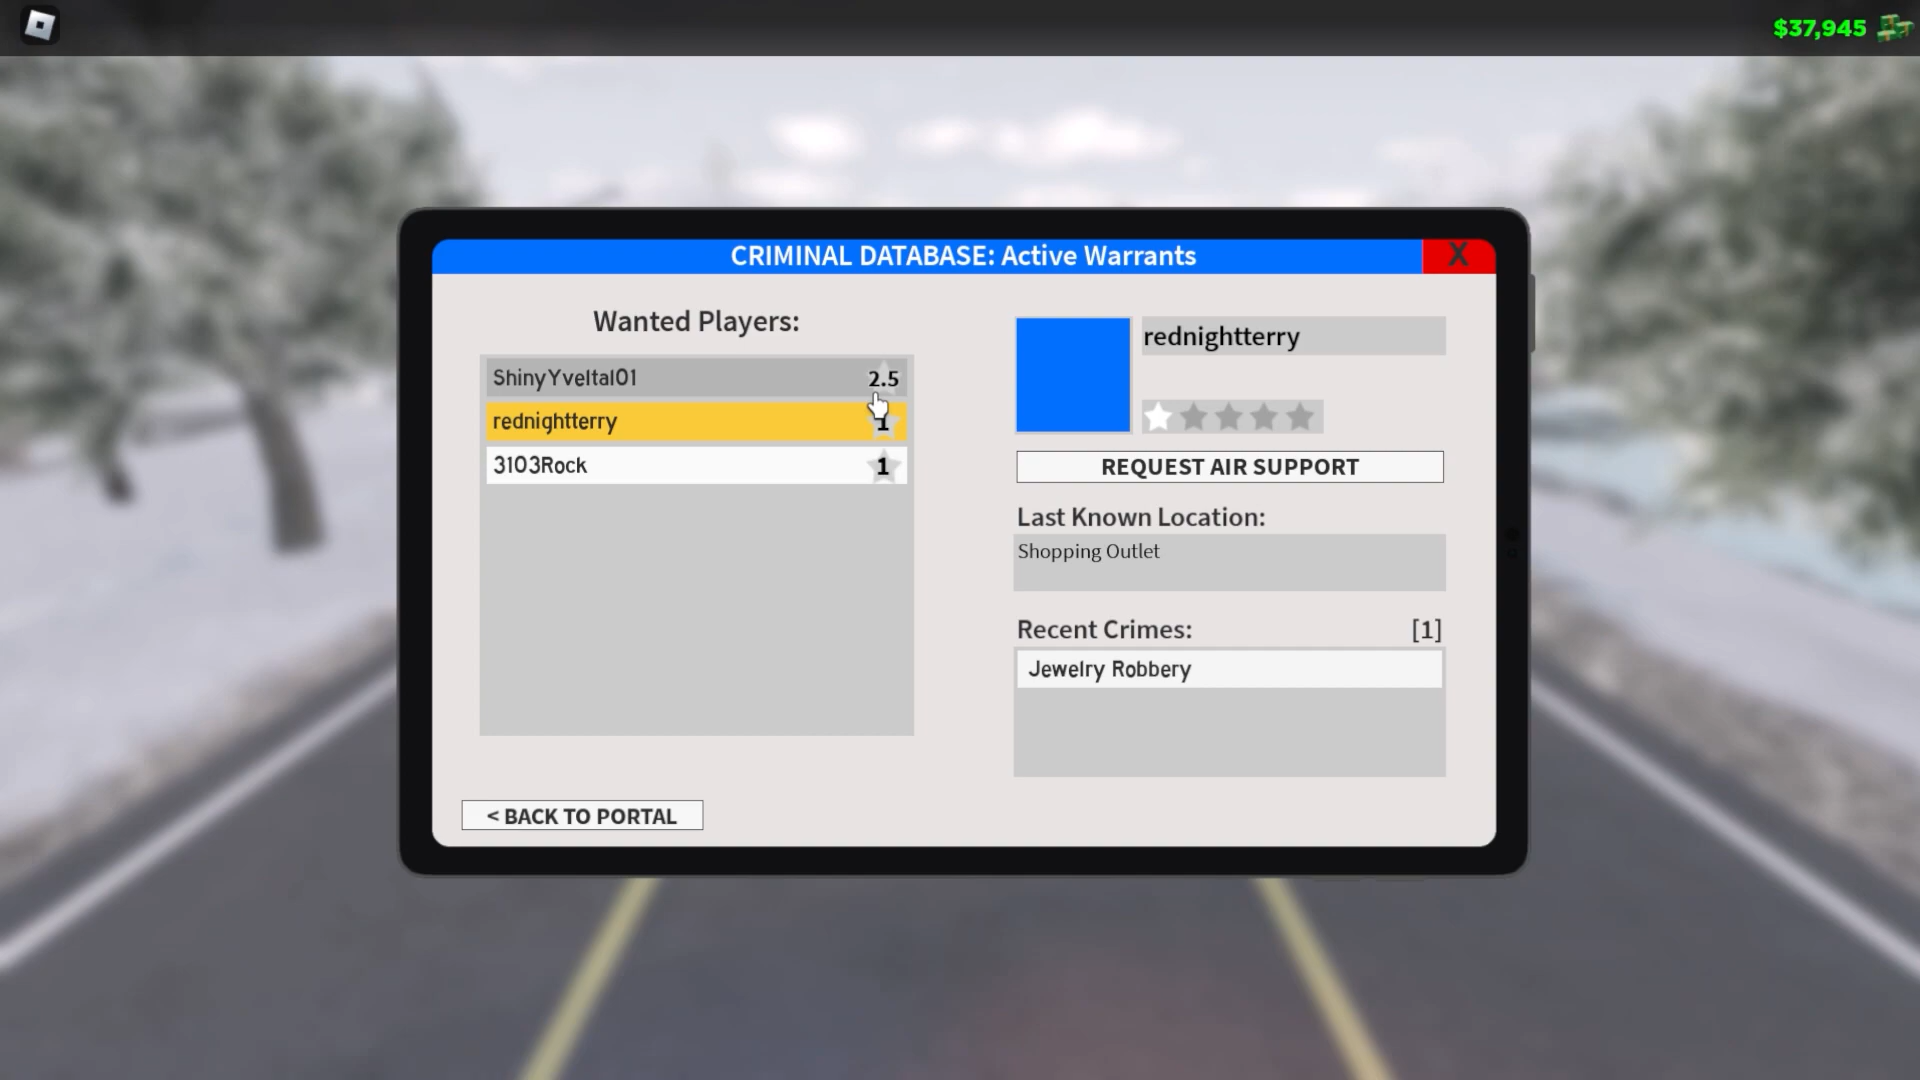 $37,945
CRIMINAL DATABASE: Active Warrants
X
Wanted Players:
ShinyYveltal01 2.5
rednightterry 1
3103Rock 1
< BACK TO PORTAL
rednightterry
REQUEST AIR SUPPORT
Last Known Location:
Shopping Outlet
Recent Crimes: [1]
Jewelry Robbery